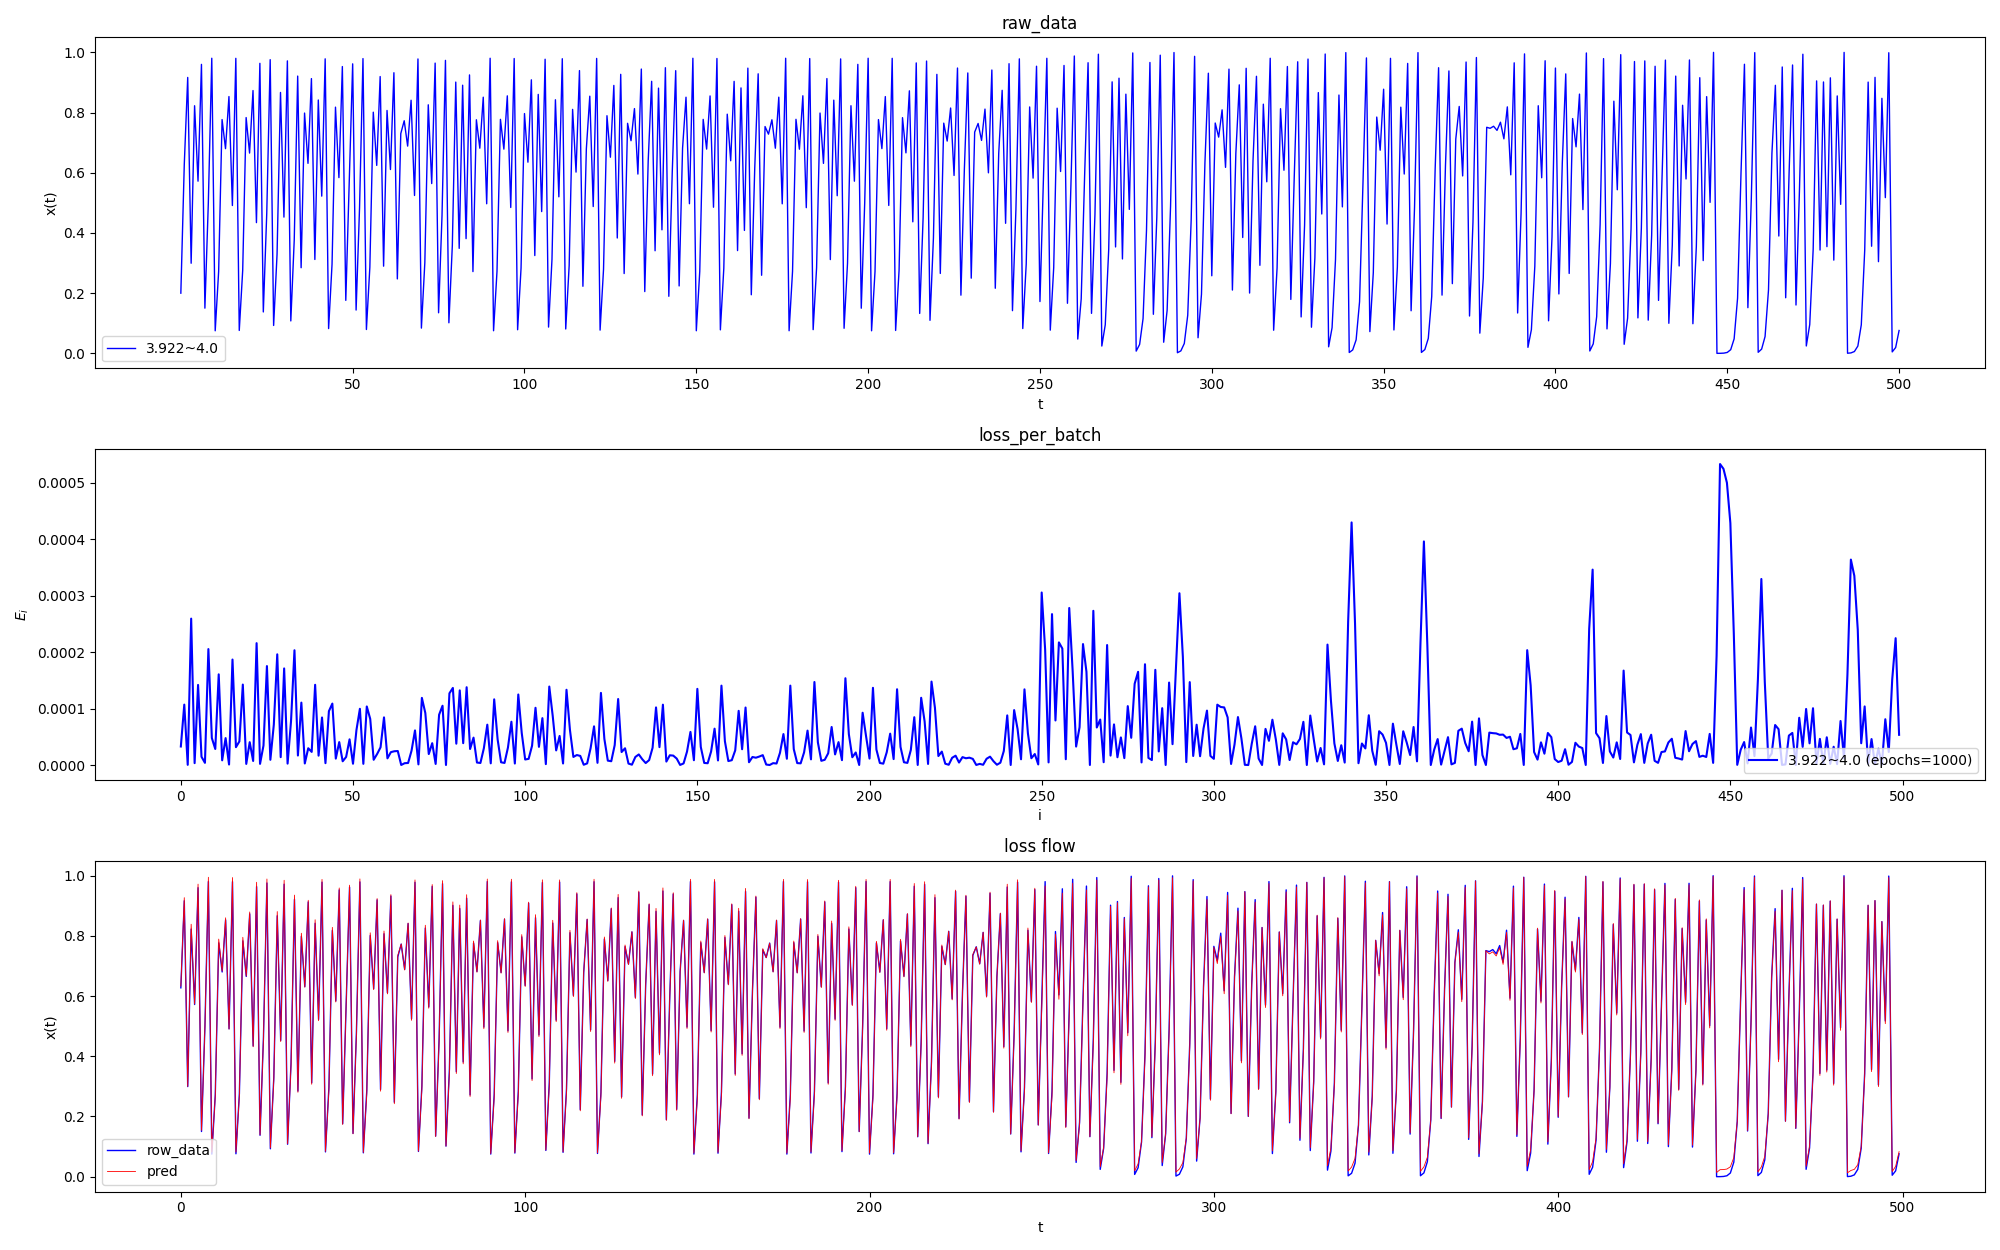 raw_data
1.0
0.8
0.6
0.4
0.2
0.0
x(t)
3.922~4.0
50 100 150 200 250 300 350 400 450 500
t
loss_per_batch
0.0005
0.0004
0.0003
0.0002
0.0001
0.0000
E_i
3.922~4.0 (epochs=1000)
0 50 100 150 200 250 300 350 400 450 500
i
loss flow
1.0
0.8
0.6
0.4
0.2
0.0
x(t)
row_data
pred
0 100 200 300 400 500
t